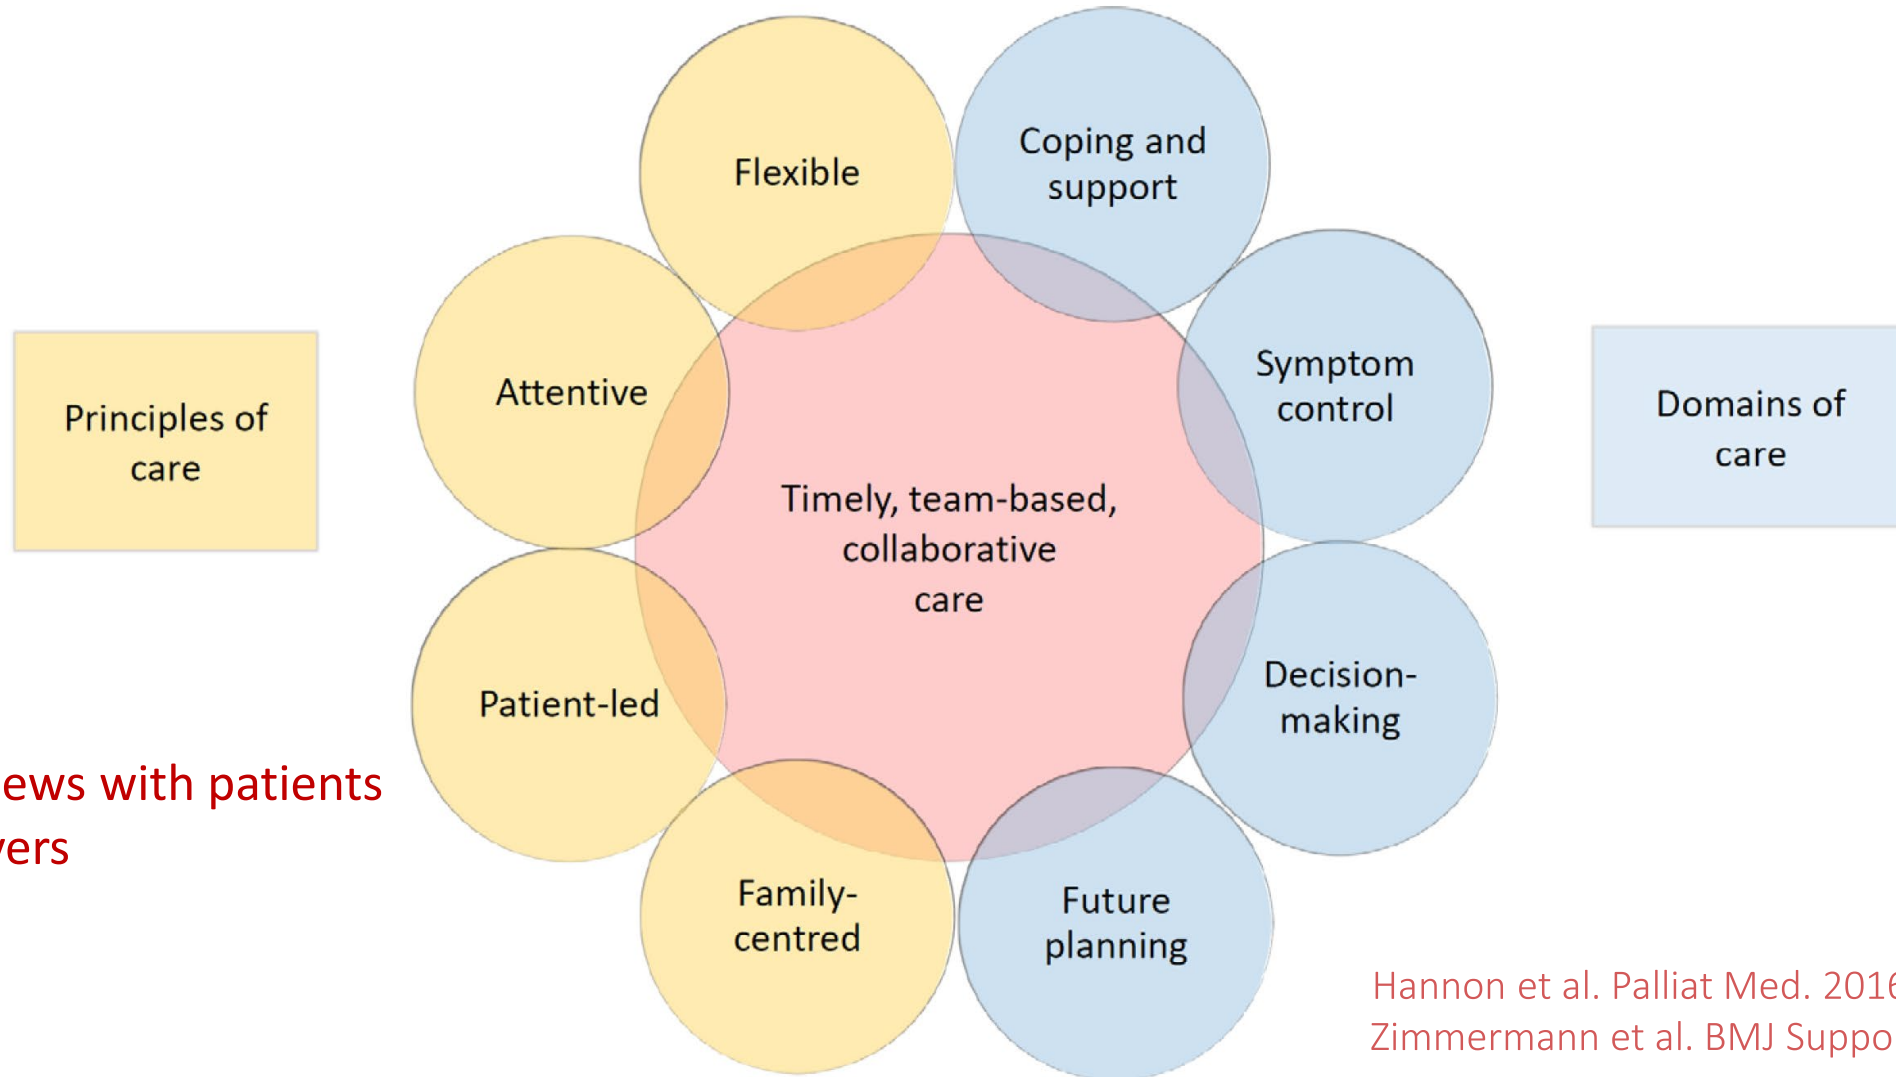 Flexible
Coping and
support
Attentive
Symptom
control
Principles of
care
Domains of
care
Timely, team-based,
collaborative
care
Patient-led
Decision-
making
ews with patients
vers
Family-
centred
Future
planning
Hannon et al. Palliat Med. 2016
Zimmermann et al. BMJ Suppo